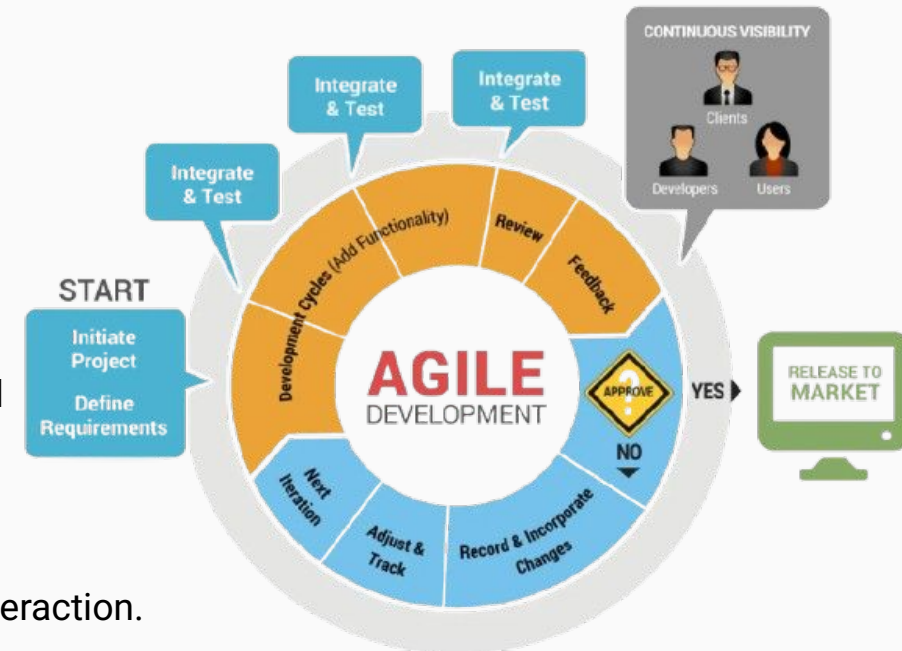 CONTINUOUS VISIBILITY
Clients
Developers Users
Integrate
& Test
Integrate
& Test
Integrate
& Test
START
Initiate
Project
Define
Requirements
Development Cycles (Add Functionality)
Review
Feedback
AGILE
DEVELOPMENT
?
APPROVE
YES
NO
RELEASE TO
MARKET
Record & Incorporate
Changes
Adjust &
Track
Next
Iteration
eraction.